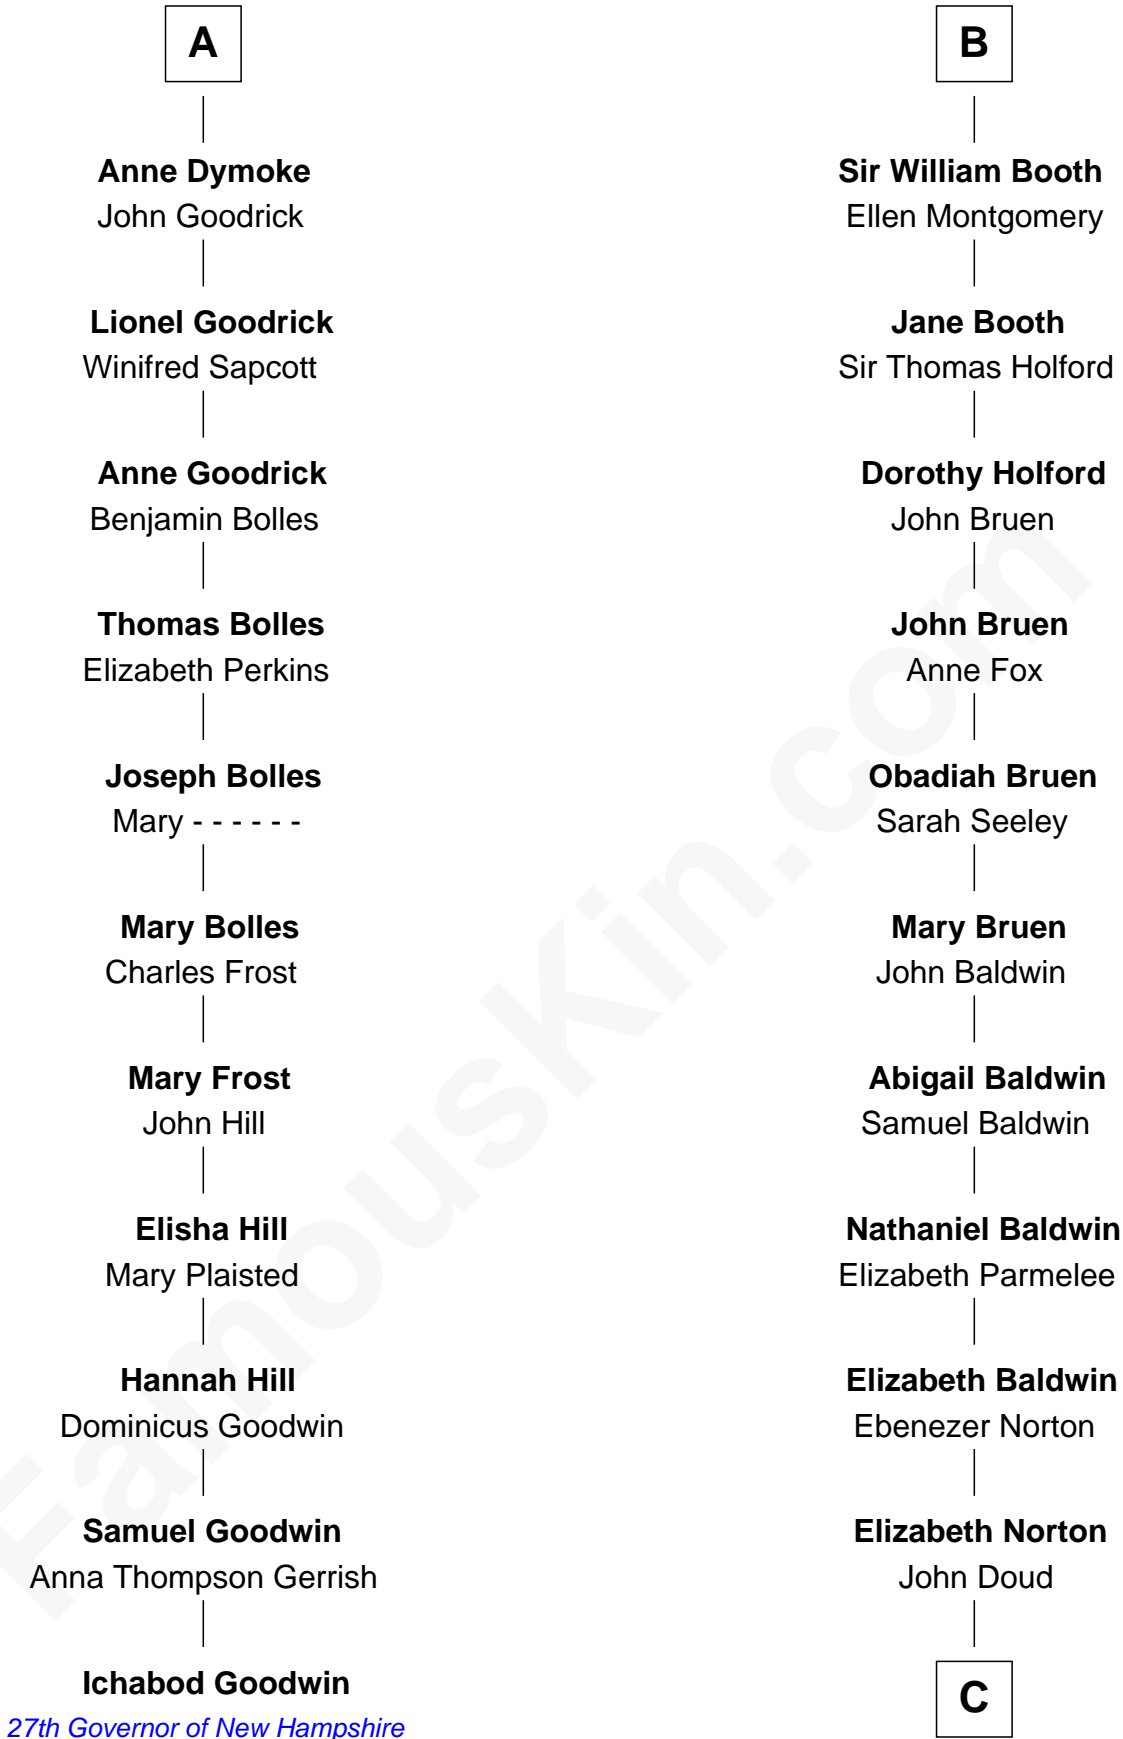 A
Anne Dymoke
John Goodrick
Lionel Goodrick
Winifred Sapcott
Anne Goodrick
Benjamin Bolles
Thomas Bolles
Elizabeth Perkins
Joseph Bolles
Mary - - - - - -
Mary Bolles
Charles Frost
Mary Frost
John Hill
Elisha Hill
Mary Plaisted
Hannah Hill
Dominicus Goodwin
Samuel Goodwin
Anna Thompson Gerrish
Ichabod Goodwin
27th Governor of New Hampshire
B
Sir William Booth
Ellen Montgomery
Jane Booth
Sir Thomas Holford
Dorothy Holford
John Bruen
John Bruen
Anne Fox
Obadiah Bruen
Sarah Seeley
Mary Bruen
John Baldwin
Abigail Baldwin
Samuel Baldwin
Nathaniel Baldwin
Elizabeth Parmelee
Elizabeth Baldwin
Ebenezer Norton
Elizabeth Norton
John Doud
C
FamousKin.com